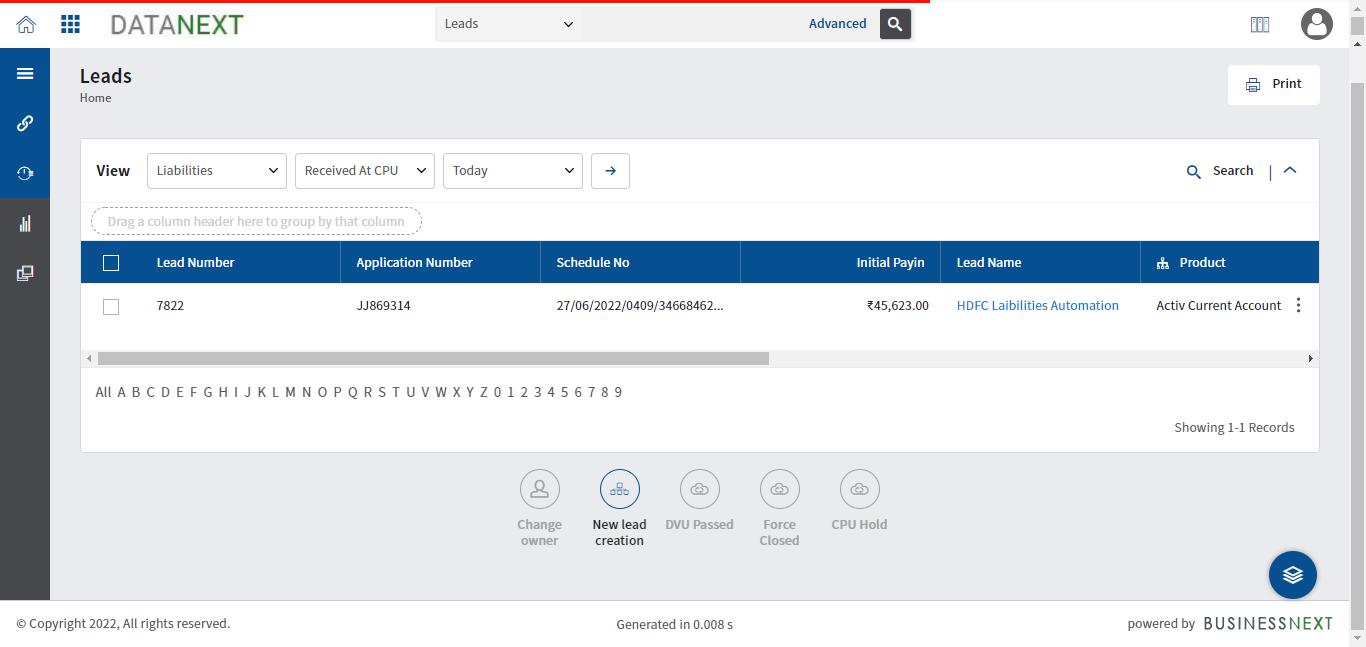 DATANEXT
Leads
Advanced
Leads
Home
Print
View
Liabilities
Received At CPU
Today
Search
|
Drag a column header here to group by that column
Lead Number Application Number Schedule No Initial Payin Lead Name Product
7822 JJ869314 27/06/2022/0409/34668462... ₹45,623.00 HDFC Laibilities Automation Activ Current Account
All A B C D E F G H I J K L M N O P Q R S T U V W X Y Z 0 1 2 3 4 5 6 7 8 9
Showing 1-1 Records
Change
owner
New lead
creation
DVU Passed
Force
Closed
CPU Hold
© Copyright 2022, All rights reserved.
Generated in 0.008 s
powered by BUSINESSNEXT